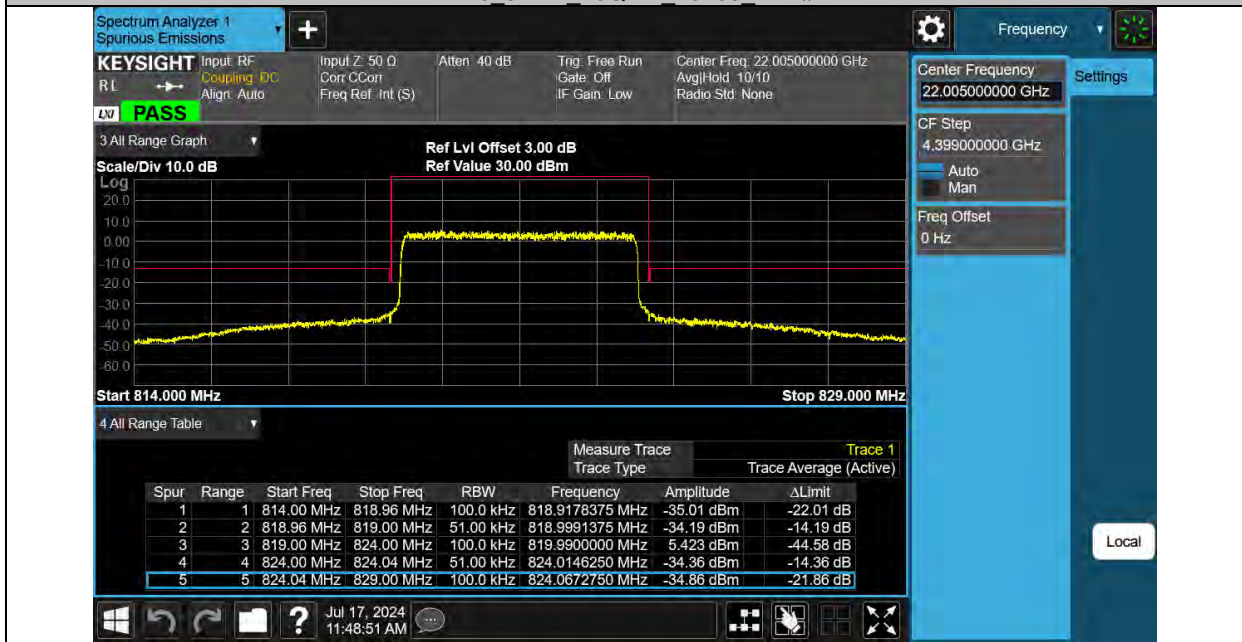 Spectrum Analyzer 1
Spurious Emissions
+
Frequency
KEYSIGHT
RL
LXI PASS
Input: RF
Coupling: DC
Align: Auto
Input Z: 50 Ω
Corr CCorr
Freq Ref: Int (S)
Atten: 40 dB
Trig: Free Run
Gate: Off
IF Gain: Low
Center Freq: 22.005000000 GHz
Avg|Hold: 10/10
Radio Std: None
Center Frequency
22.005000000 GHz
Settings
CF Step
4.399000000 GHz
Auto
Man
Freq Offset
0 Hz
Local
3 All Range Graph
Scale/Div 10.0 dB
Ref Lvl Offset 3.00 dB
Ref Value 30.00 dBm
Log
20.0
10.0
0.00
-10.0
-20.0
-30.0
-40.0
-50.0
-60.0
Start 814.000 MHz
Stop 829.000 MHz
4 All Range Table
Measure Trace Trace 1
Trace Type Trace Average (Active)
Spur Range Start Freq Stop Freq RBW Frequency Amplitude ΔLimit
1 1 814.00 MHz 818.96 MHz 100.0 kHz 818.9178375 MHz -35.01 dBm -22.01 dB
2 2 818.96 MHz 819.00 MHz 51.00 kHz 818.9991375 MHz -34.19 dBm -14.19 dB
3 3 819.00 MHz 824.00 MHz 100.0 kHz 819.9900000 MHz 5.423 dBm -44.58 dB
4 4 824.00 MHz 824.04 MHz 51.00 kHz 824.0146250 MHz -34.36 dBm -14.36 dB
5 5 824.04 MHz 829.00 MHz 100.0 kHz 824.0672750 MHz -34.86 dBm -21.86 dB
?
Jul 17, 2024
11:48:51 AM